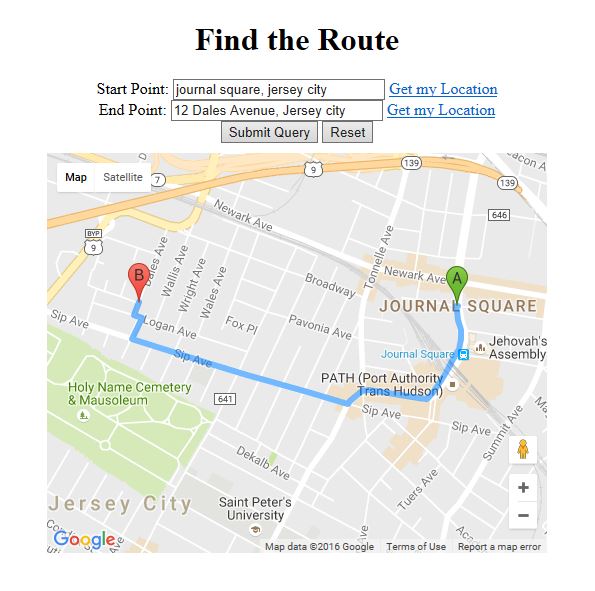 Find the Route
Start Point: journal square, jersey city Get my Location
End Point: 12 Dales Avenue, Jersey city Get my Location
Submit Query Reset
Map Satellite
7
9
139
139
646
Newark Ave
BYP
9
Dales Ave
Wallis Ave
Wright Ave
Wales Ave
Broadway
Tonnelle Ave
Newark Ave
B
A
JOURNAL SQUARE
Sip Ave
Logan Ave
Fox Pl
Pavonia Ave
Jehovah's
Assembly
Journal Square
Sip Ave
PATH (Port Authority
Trans Hudson)
Holy Name Cemetery
& Mausoleum
641
Sip Ave
Sip Ave
Summit Ave
DeKalb Ave
Tuers Ave
Jersey City
Saint Peter's
University
+
−
Google
Map data ©2016 Google Terms of Use Report a map error